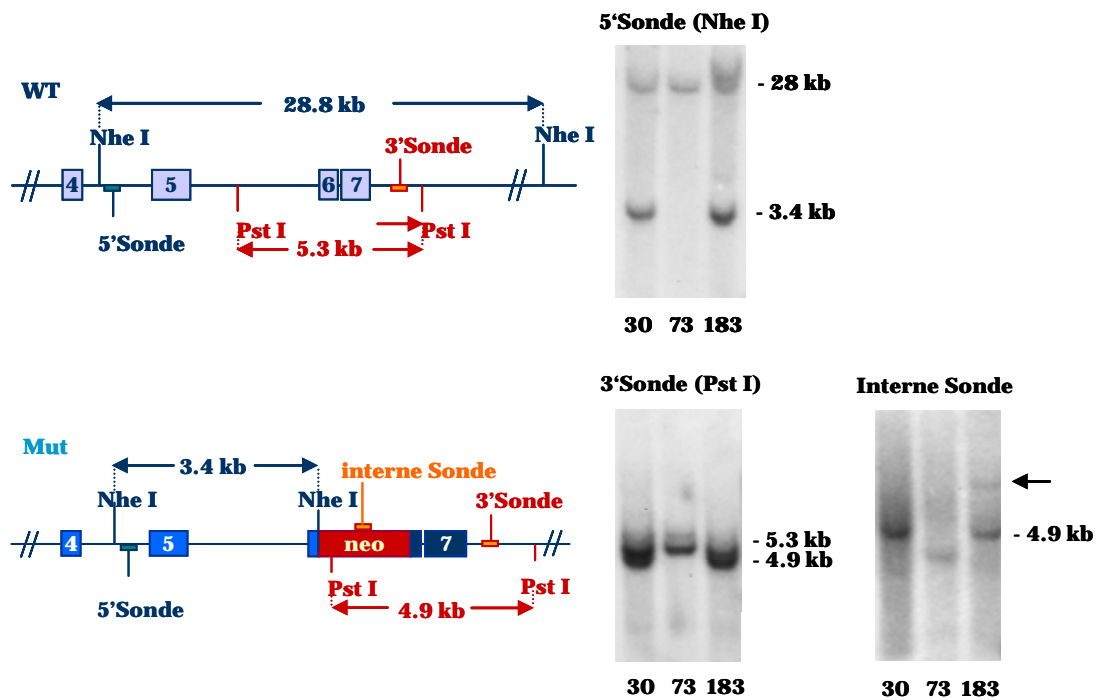 5‘Sonde (Nhe I)
WT
28.8 kb
- 28 kb
Nhe I
Nhe I
3’Sonde
4
5
6
7
- 3.4 kb
5’Sonde
Pst I
Pst I
5.3 kb
30 73 183
3‘Sonde (Pst I)
Interne Sonde
Mut
3.4 kb
interne Sonde
Nhe I
Nhe I
3’Sonde
4
5
neo
7
- 5.3 kb
- 4.9 kb
- 4.9 kb
Pst I
Pst I
5’Sonde
4.9 kb
30 73 183
30 73 183